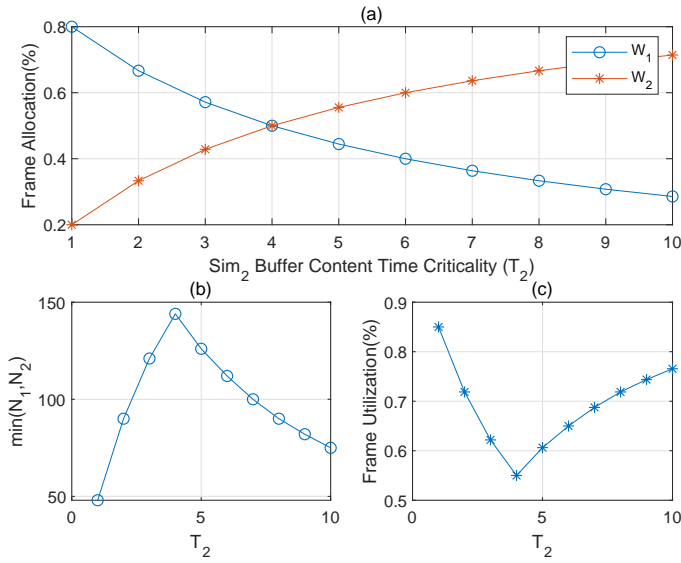 (a)
Frame Allocation(%)
0.8
0.6
0.4
0.2
1 2 3 4 5 6 7 8 9 10
Sim₂ Buffer Content Time Criticality (T₂)
W₁
W₂
(b)
min(N₁,N₂)
150
100
50
0 5 10
T₂
(c)
Frame Utilization(%)
0.9
0.8
0.7
0.6
0.5
0 5 10
T₂